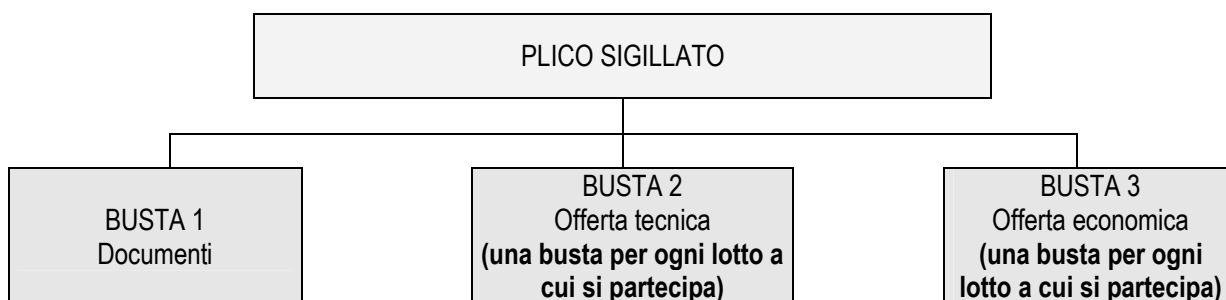 PLICO SIGILLATO
BUSTA 1
Documenti
BUSTA 2
Offerta tecnica
(una busta per ogni lotto a
cui si partecipa)
BUSTA 3
Offerta economica
(una busta per ogni
lotto a cui si partecipa)